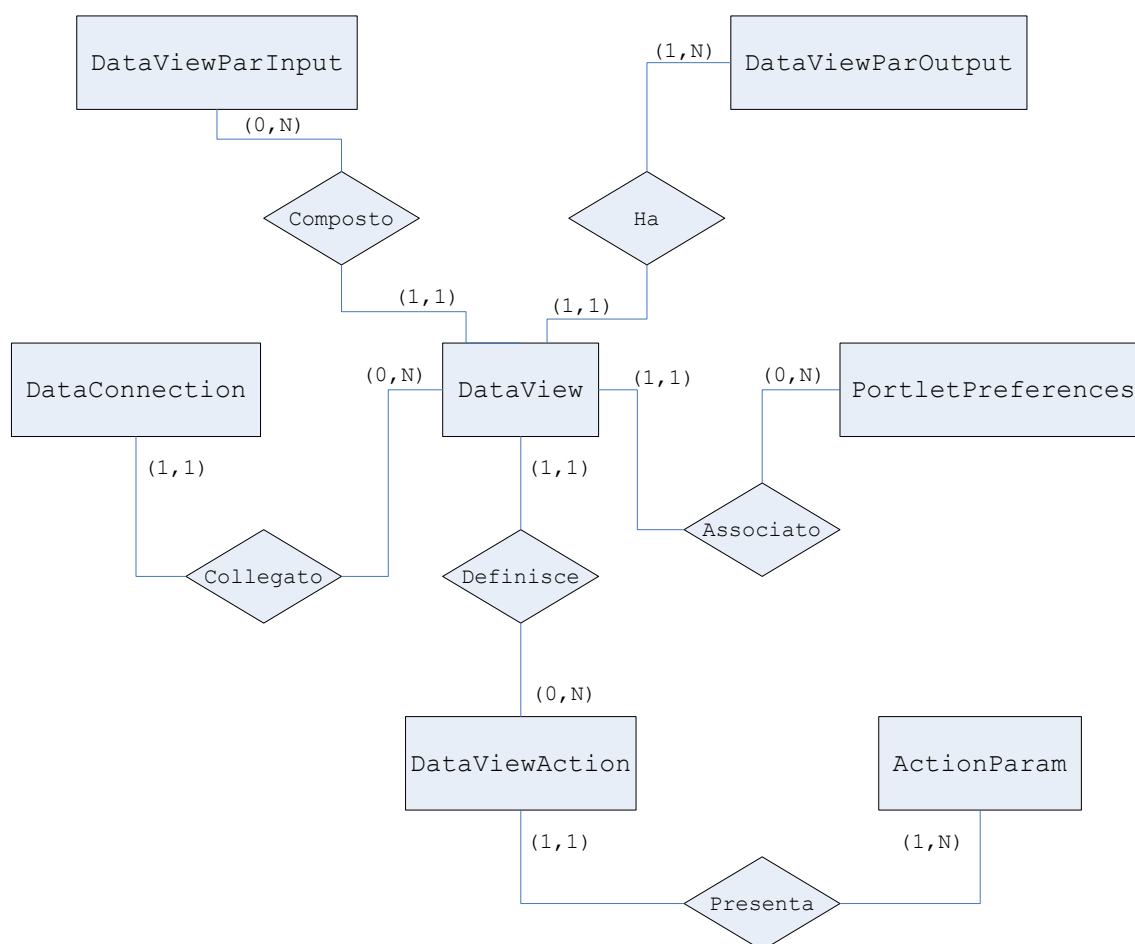 DataViewParInput
(1,N)
DataViewParOutput
(0,N)
Composto
Ha
(1,1)
(1,1)
DataConnection
(0,N)
DataView
(1,1)
(0,N)
PortletPreferences
(1,1)
(1,1)
Associato
Collegato
Definisce
(0,N)
DataViewAction
ActionParam
(1,1)
(1,N)
Presenta